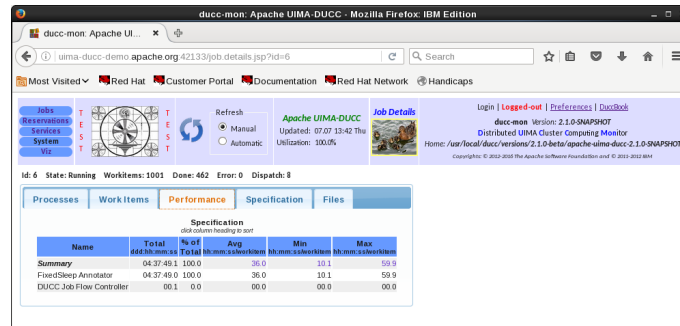 ducc-mon: Apache UIMA-DUCC - Mozilla Firefox: IBM Edition
ducc-mon: Apache UI...
uima-ducc-demo.apache.org:42133/job.details.jsp?id=6
Search
Most Visited
Red Hat
Customer Portal
Documentation
Red Hat Network
Handicaps
Jobs
Reservations
Services
System
Viz
TEST
TEST
Refresh
Manual
Automatic
Apache UIMA-DUCC
Updated: 07.07 13:42 Thu
Utilization: 100.0%
Job Details
Login | Logged-out | Preferences | DuccBook
ducc-mon Version: 2.1.0-SNAPSHOT
Distributed UIMA Cluster Computing Monitor
Home: /usr/local/ducc/versions/2.1.0-beta/apache-uima-ducc-2.1.0-SNAPSHOT
Copyrights: © 2012-2015 The Apache Software Foundation and © 2011-2012 IBM
Id: 6 State: Running Workitems: 1001 Done: 462 Error: 0 Dispatch: 8
Processes Work Items Performance Specification Files
Specification
click column heading to sort
Name Total % of Avg Min Max
ddd:hh:mm:ss Total hh:mm:ss/workitem hh:mm:ss/workitem hh:mm:ss/workitem
Summary 04:37:49.1 100.0 36.0 10.1 59.9
FixedSleep Annotator 04:37:49.0 100.0 36.0 10.1 59.9
DUCC Job Flow Controller 00.1 0.0 00.0 00.0 00.0